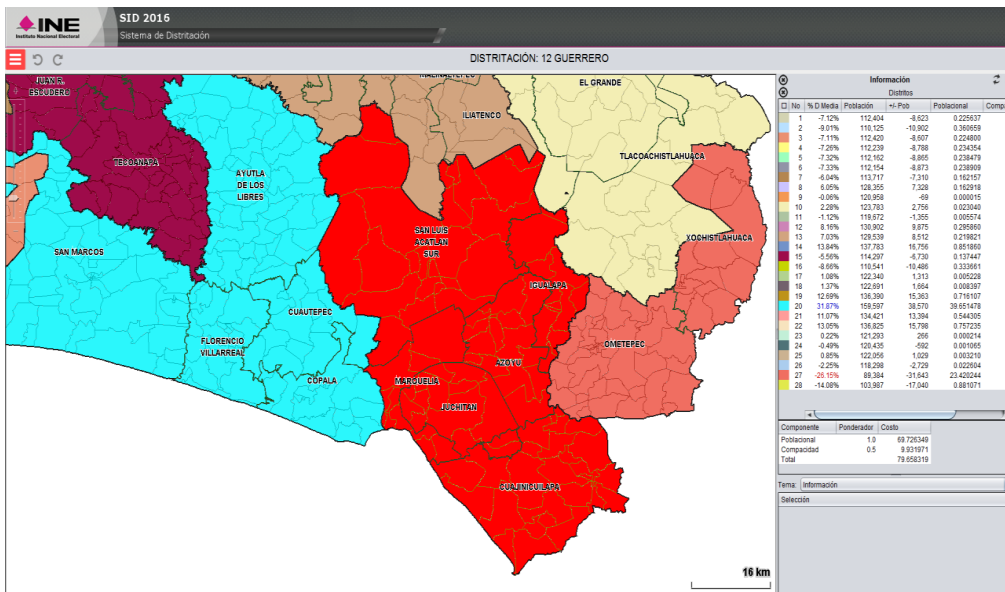 INE
Instituto Nacional Electoral
SID 2016
Sistema de Distritación
DISTRITACIÓN: 12 GUERRERO
JUAN R.
ESCUDERO
TECOANAPA
AYUTLA
DE LOS
LIBRES
SAN MARCOS
CUAUTEPEC
FLORENCIO
VILLARREAL
COPALA
MALINALTEPEC
ILIATENCO
EL GRANDE
TLACOACHISTLAHUACA
XOCHISTLAHUACA
SAN LUIS
ACATLAN
SUR
IGUALAPA
OMETEPEC
AZOYU
MARQUELIA
JUCHITAN
CUAJINICUILAPA
16 km
Información
Distritos
No % D Media Población +/- Pob Poblacional Compa
1 -7.12% 112,404 -8,623 0.225637
2 -9.01% 110,125 -10,902 0.360659
3 -7.11% 112,420 -8,607 0.224800
4 -7.26% 112,239 -8,788 0.234354
5 -7.32% 112,162 -8,865 0.238479
6 -7.33% 112,154 -8,873 0.238909
7 -6.04% 113,717 -7,310 0.162157
8 6.05% 128,355 7,328 0.162918
9 -0.06% 120,958 -69 0.000015
10 2.28% 123,783 2,756 0.023040
11 -1.12% 119,672 -1,355 0.005574
12 8.16% 130,902 9,875 0.295860
13 7.03% 129,539 8,512 0.219821
14 13.84% 137,783 16,756 0.851860
15 -5.56% 114,297 -6,730 0.137447
16 -8.66% 110,541 -10,486 0.333661
17 1.08% 122,340 1,313 0.005228
18 1.37% 122,691 1,664 0.008397
19 12.69% 136,390 15,363 0.716107
20 31.87% 159,597 38,570 39.651478
21 11.07% 134,421 13,394 0.544305
22 13.05% 136,825 15,798 0.757235
23 0.22% 121,293 266 0.000214
24 -0.49% 120,435 -592 0.001065
25 0.85% 122,056 1,029 0.003210
26 -2.25% 118,298 -2,729 0.022604
27 -26.15% 89,384 -31,643 23.420244
28 -14.08% 103,987 -17,040 0.881071
Componente Ponderador Costo
Poblacional 1.0 69.726349
Compacidad 0.5 9.931971
Total 79.658319
Tema: Información
Selección